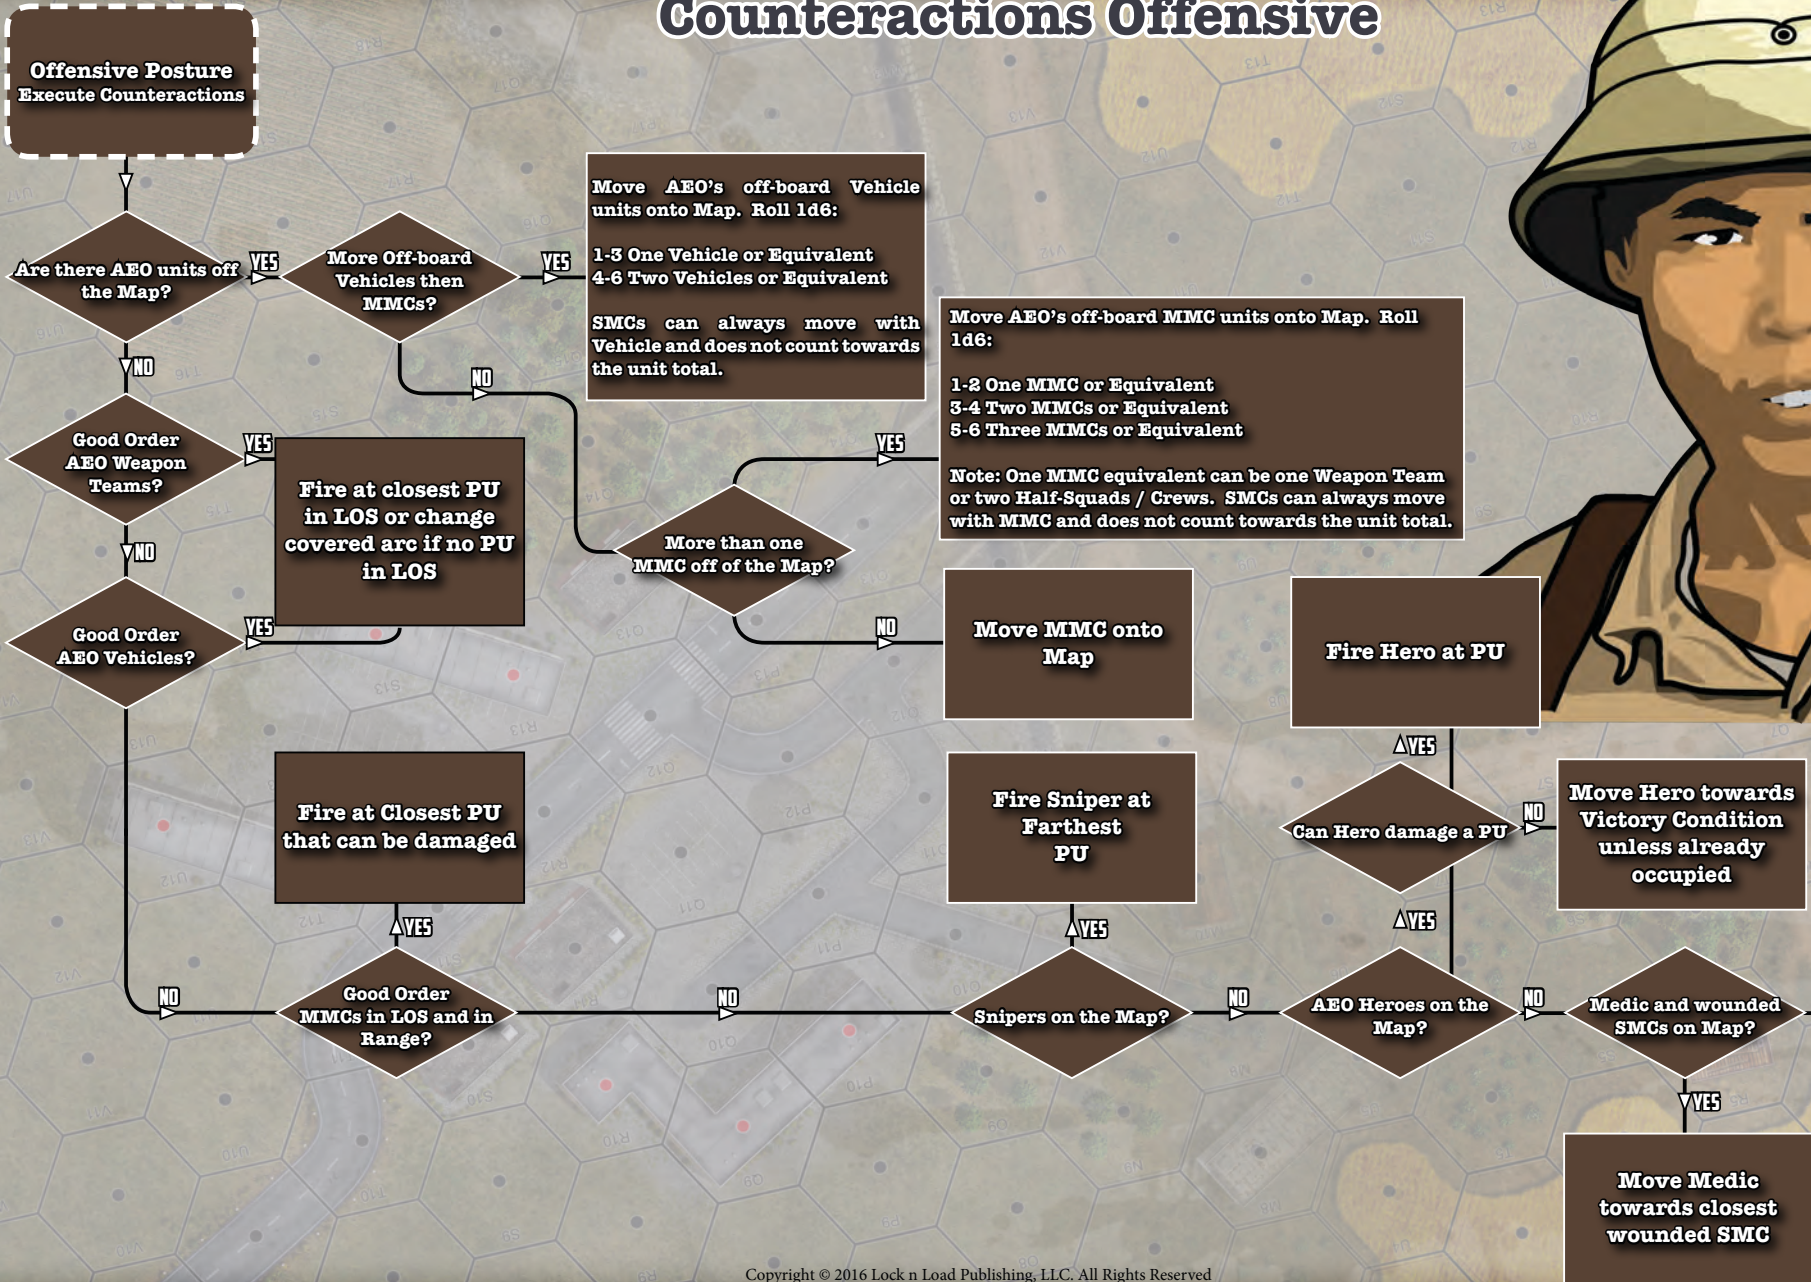 Counteractions Offensive
Offensive Posture
Execute Counteractions
Are there AEO units off
the Map?
YES
More Off-board
Vehicles then
MMCs?
YES
Move AEO's off-board Vehicle
units onto Map. Roll 1d6:
1-3 One Vehicle or Equivalent
4-6 Two Vehicles or Equivalent
SMCs can always move with
Vehicle and does not count towards
the unit total.
NO
NO
Move AEO's off-board MMC units onto Map. Roll
1d6:
1-2 One MMC or Equivalent
3-4 Two MMCs or Equivalent
5-6 Three MMCs or Equivalent
Note: One MMC equivalent can be one Weapon Team
or two Half-Squads / Crews. SMCs can always move
with MMC and does not count towards the unit total.
Good Order
AEO Weapon
Teams?
YES
Fire at closest PU
in LOS or change
covered arc if no PU
in LOS
YES
More than one
MMC off of the Map?
NO
Move MMC onto
Map
NO
Good Order
AEO Vehicles?
YES
Fire Hero at PU
YES
Fire at Closest PU
that can be damaged
Fire Sniper at
Farthest
PU
Can Hero damage a PU
NO
Move Hero towards
Victory Condition
unless already
occupied
YES
YES
YES
NO
Good Order
MMCs in LOS and in
Range?
NO
Snipers on the Map?
NO
AEO Heroes on the
Map?
NO
Medic and wounded
SMCs on Map?
YES
Move Medic
towards closest
wounded SMC
Copyright © 2016 Lock n Load Publishing, LLC. All Rights Reserved